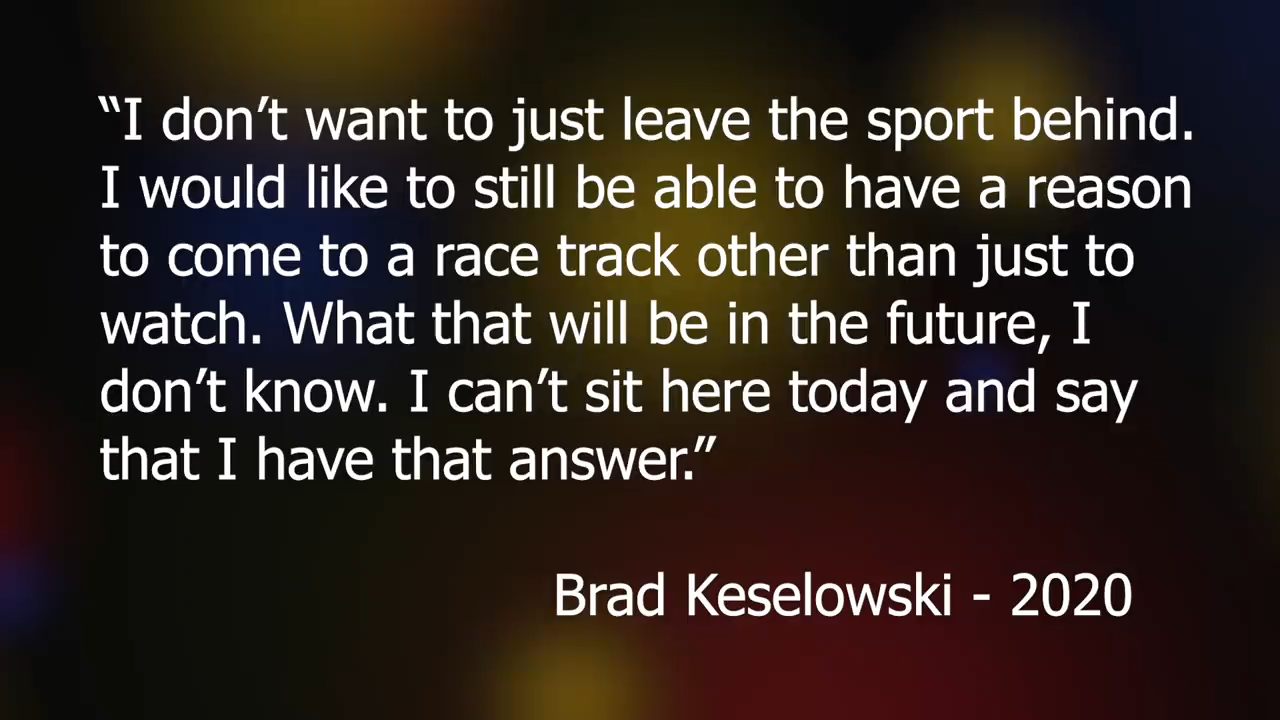 “I don’t want to just leave the sport behind.
I would like to still be able to have a reason
to come to a race track other than just to
watch. What that will be in the future, I
don’t know. I can’t sit here today and say
that I have that answer.”
Brad Keselowski - 2020